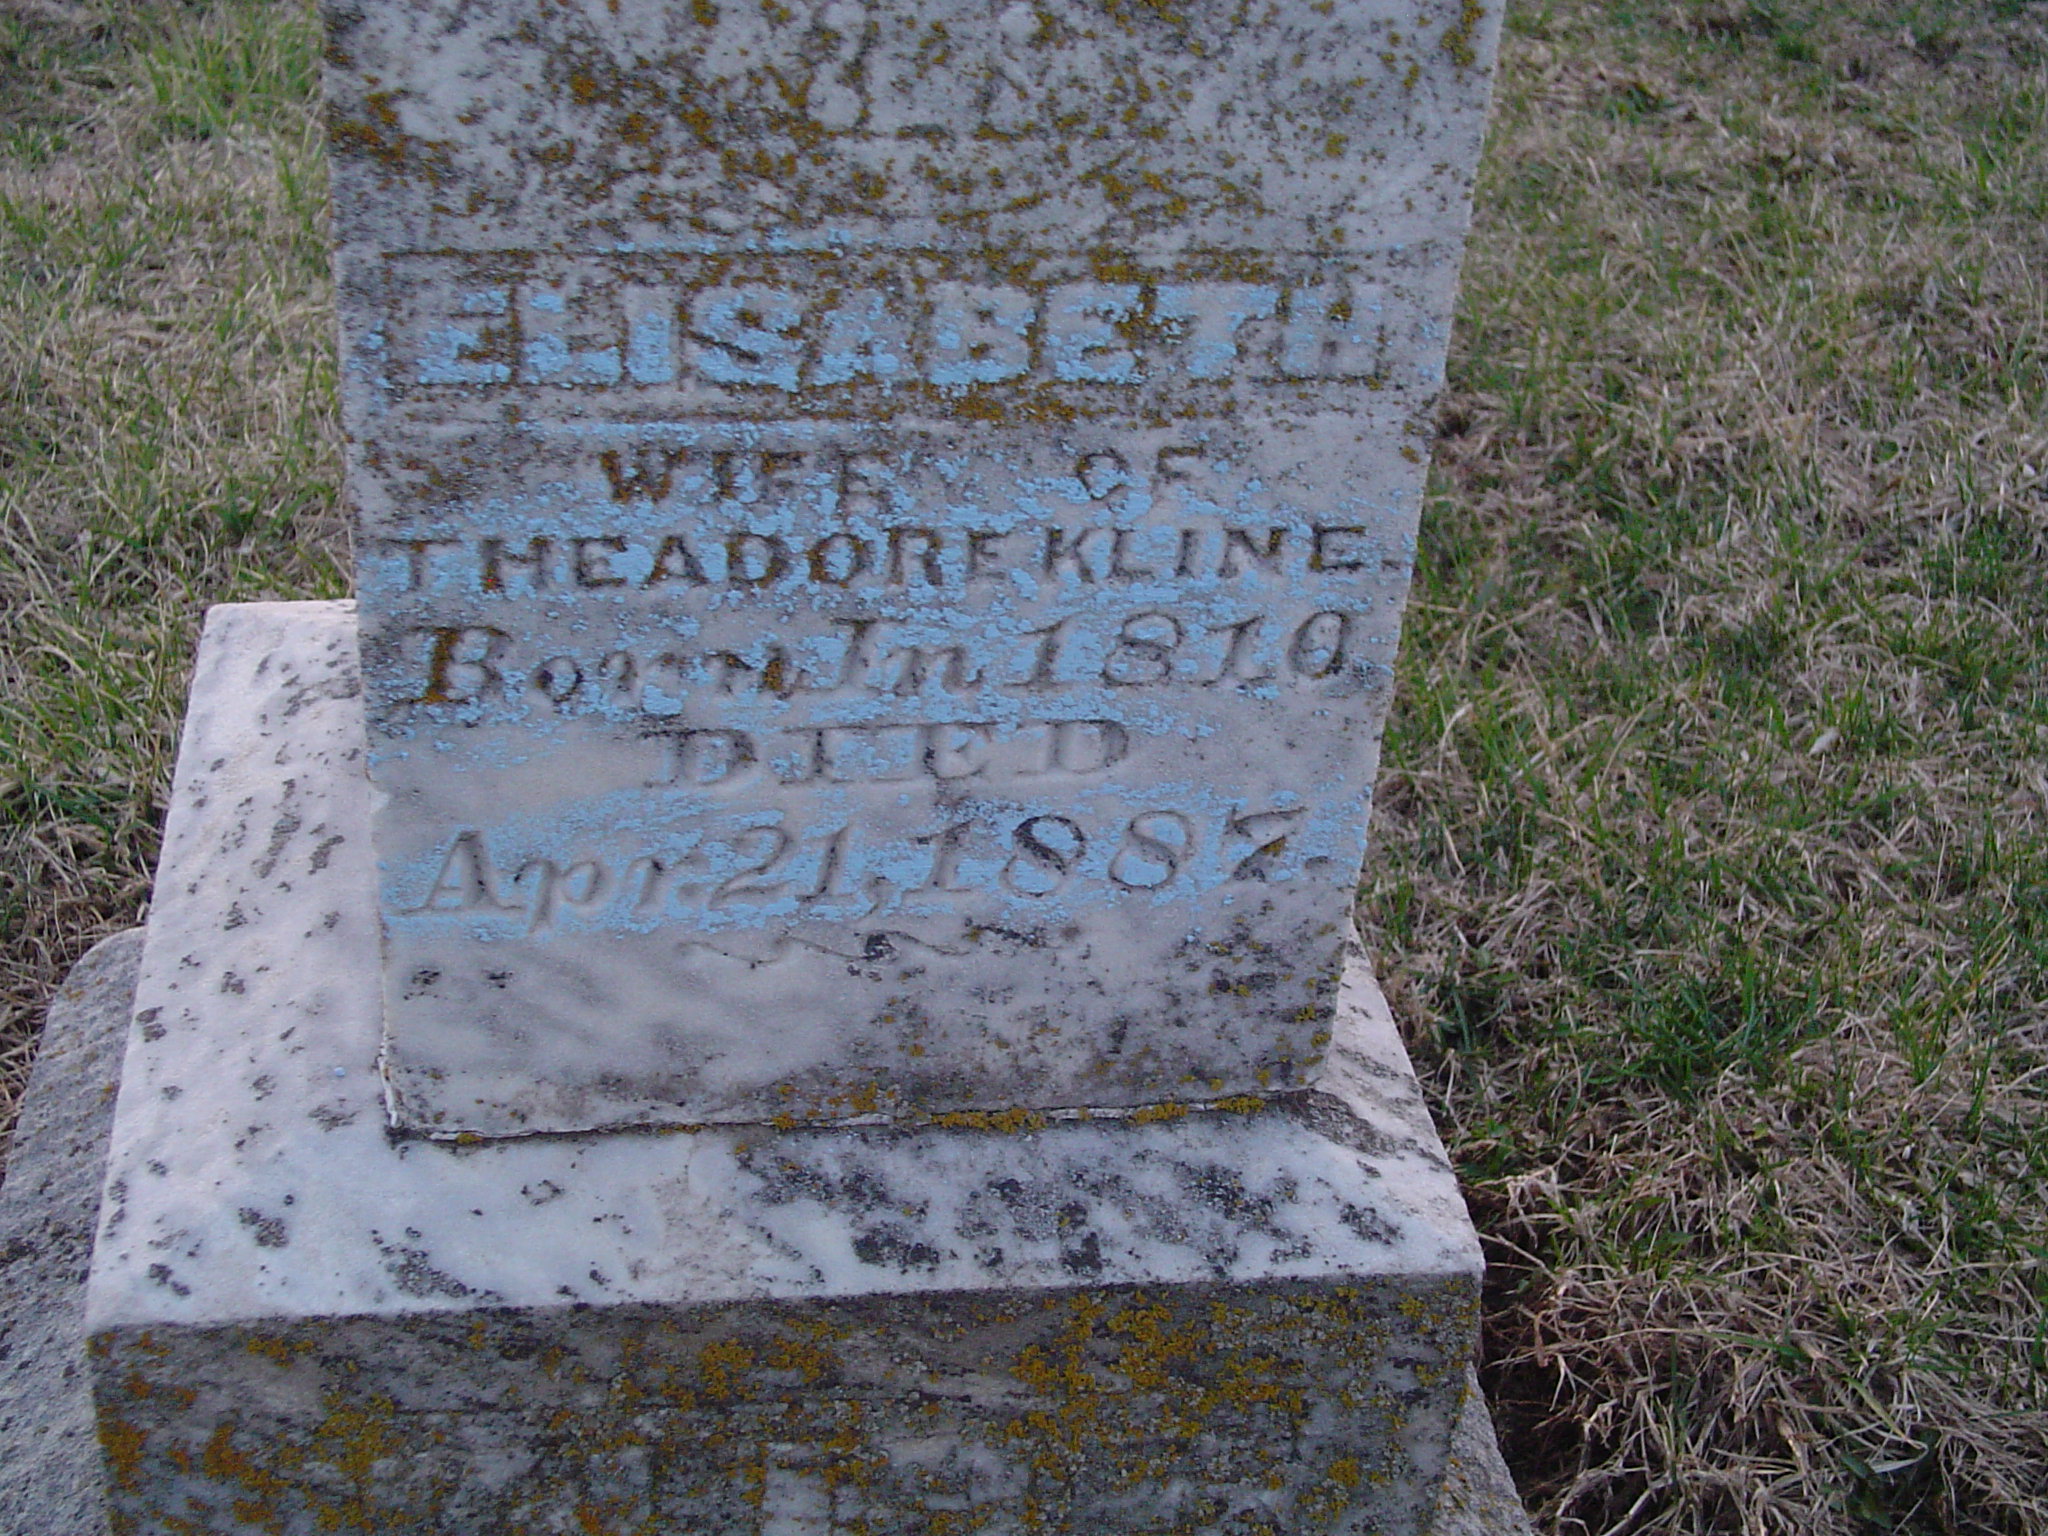 ELISABETH
WIFE OF
THEADORE KLINE.
Born In 1810
DIED
Apr. 21, 1887.